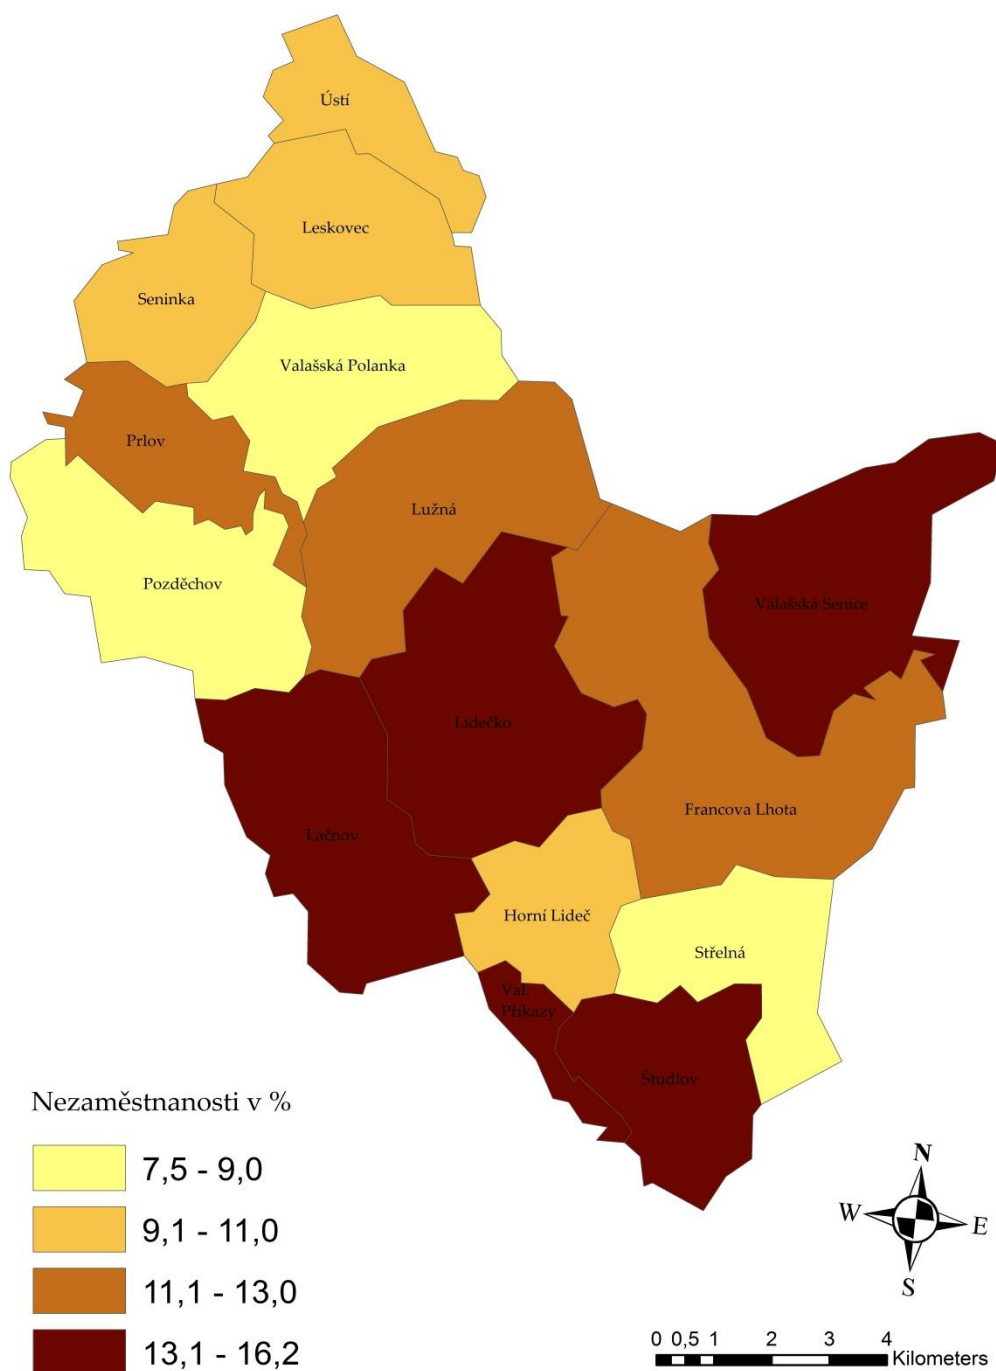 Ústí
Leskovec
Seninka
Valašská Polanka
Prlov
Lužná
Pozděchov
Valašská Senice
Lidečko
Francova Lhota
Lačnov
Horní Lideč
Střelná
Val.
Příkazy
Študlov
Nezaměstnanosti v %
7,5 - 9,0
9,1 - 11,0
11,1 - 13,0
13,1 - 16,2
N
W
E
S
0 0,5 1 2 3 4
Kilometers